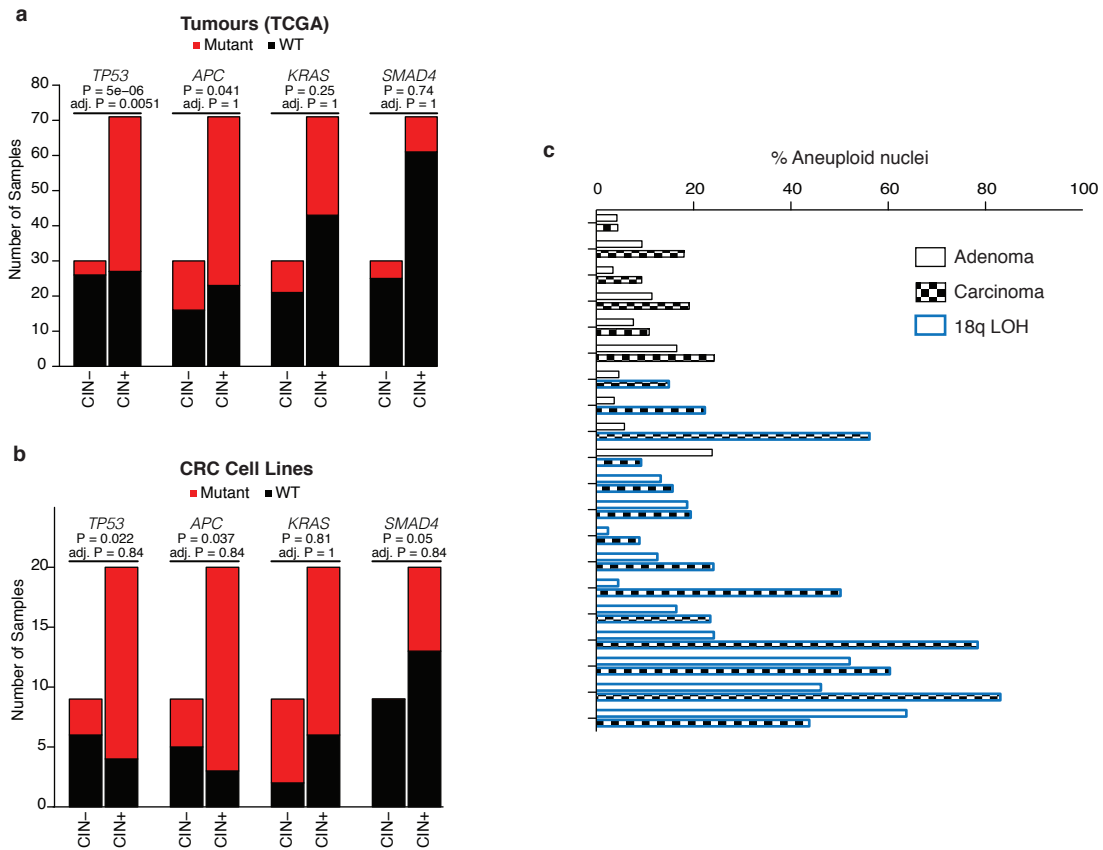 a
Tumours (TCGA)
Mutant WT
TP53 APC KRAS SMAD4
P = 5e−06 P = 0.041 P = 0.25 P = 0.74
adj. P = 0.0051 adj. P = 1 adj. P = 1 adj. P = 1
Number of Samples
80
70
60
50
40
30
20
10
0
CIN− CIN+ CIN− CIN+ CIN− CIN+ CIN− CIN+
b
CRC Cell Lines
Mutant WT
TP53 APC KRAS SMAD4
P = 0.022 P = 0.037 P = 0.81 P = 0.05
adj. P = 0.84 adj. P = 0.84 adj. P = 1 adj. P = 0.84
Number of Samples
20
15
10
5
0
CIN− CIN+ CIN− CIN+ CIN− CIN+ CIN− CIN+
c
% Aneuploid nuclei
0 20 40 60 80 100
Adenoma
Carcinoma
18q LOH